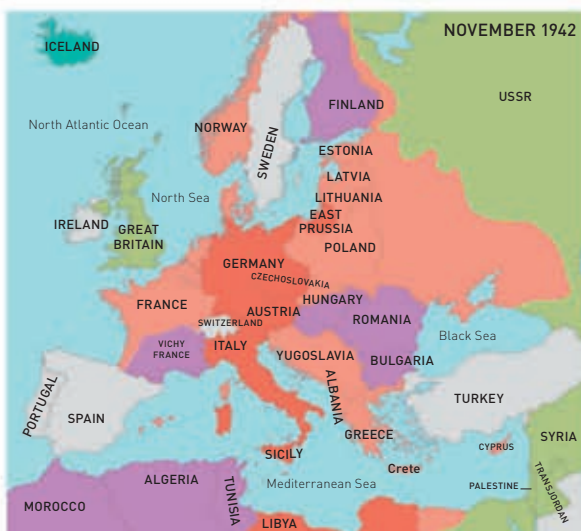 NOVEMBER 1942
ICELAND
USSR
FINLAND
North Atlantic Ocean
NORWAY
SWEDEN
ESTONIA
LATVIA
North Sea
LITHUANIA
EAST
PRUSSIA
IRELAND
GREAT
BRITAIN
POLAND
GERMANY
CZECHOSLOVAKIA
FRANCE
HUNGARY
AUSTRIA
SWITZERLAND
ROMANIA
Black Sea
VICHY
FRANCE
ITALY
YUGOSLAVIA
BULGARIA
PORTUGAL
SPAIN
ALBANIA
TURKEY
GREECE
SYRIA
CYPRUS
SICILY
Crete
ALGERIA
TUNISIA
Mediterranean Sea
PALESTINE
TRANSJORDAN
MOROCCO
LIBYA